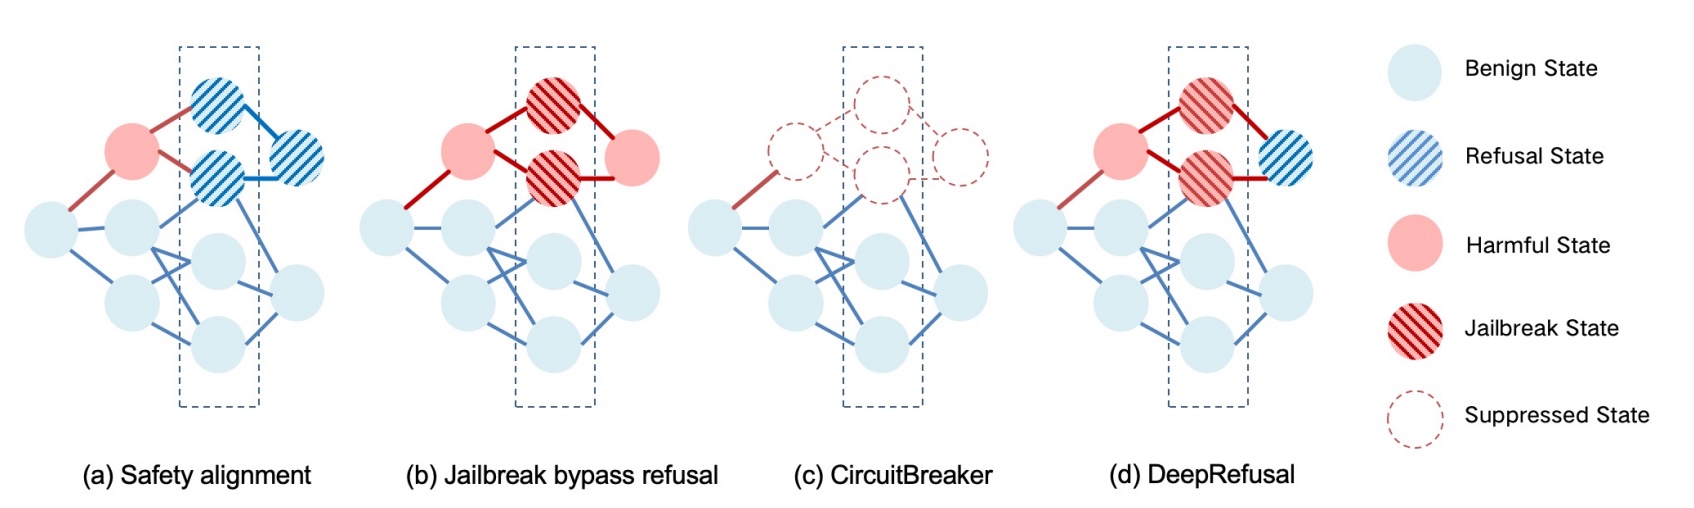 Benign State
Refusal State
Harmful State
Jailbreak State
Suppressed State
(a) Safety alignment
(b) Jailbreak bypass refusal
(c) CircuitBreaker
(d) DeepRefusal